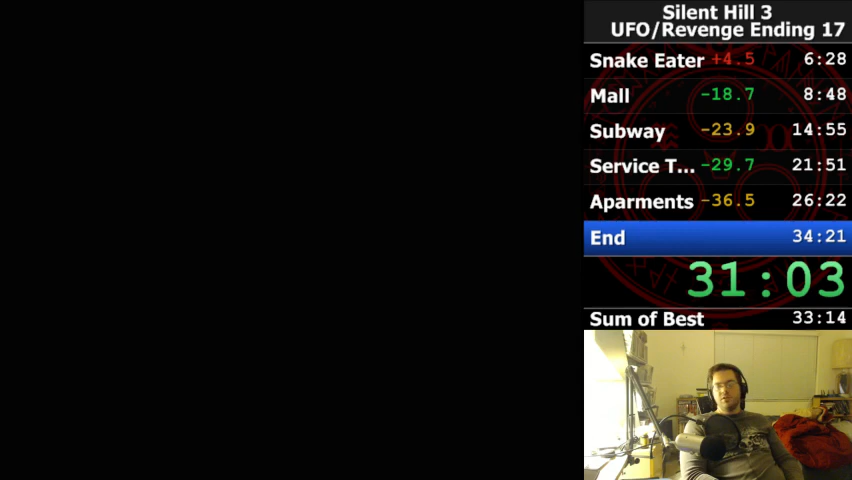 Silent Hill 3
UFO/Revenge Ending 17
Snake Eater +4.5 6:28
Mall -18.7 8:48
Subway -23.9 14:55
Service T... -29.7 21:51
Aparments -36.5 26:22
End 34:21
31:03
Sum of Best 33:14